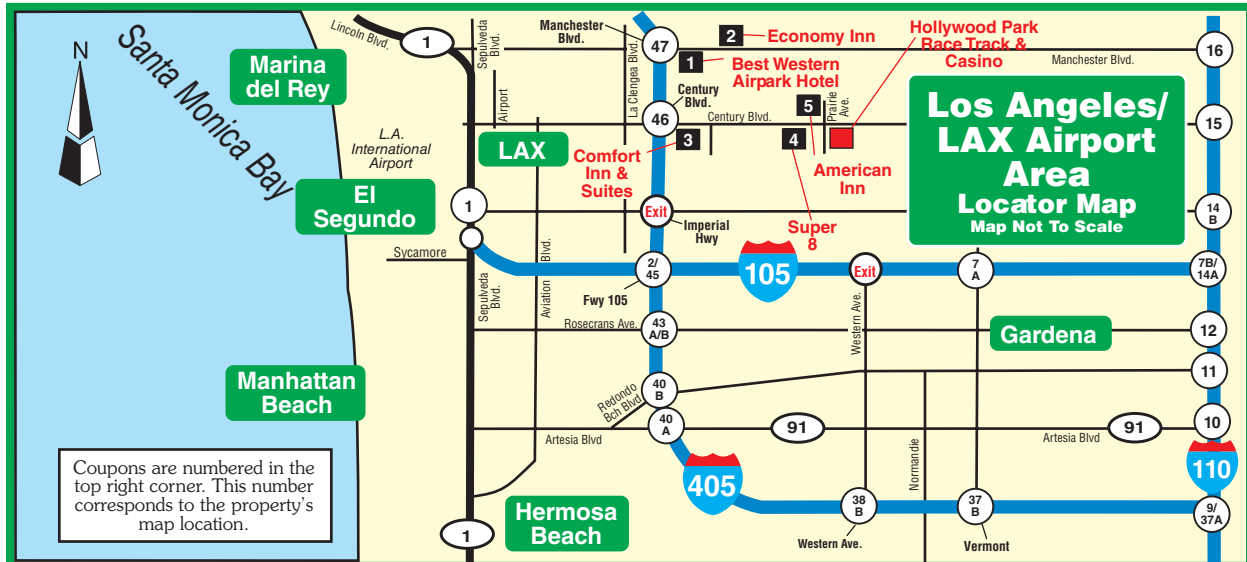 N
Santa Monica Bay
Lincoln Blvd.
1
Sepulveda
Blvd.
Manchester
Blvd.
47
La Clengea Blvd.
2
Economy Inn
1
Best Western
Airpark Hotel
Hollywood Park
Race Track &
Casino
Manchester Blvd.
16
Marina
del Rey
Airport
Century
Blvd.
46
Century Blvd.
5
Prairie
Ave.
15
Los Angeles/
LAX Airport
Area
Locator Map
Map Not To Scale
L.A.
International
Airport
LAX
3
Comfort
Inn &
Suites
4
American
Inn
El
Segundo
1
Exit
Imperial
Hwy
Super
8
14
B
Sycamore
Sepulveda
Blvd.
Aviation Blvd.
2/
45
Fwy 105
105
Exit
7
A
7B/
14A
Rosecrans Ave.
43
A/B
Western Ave.
Gardena
12
Manhattan
Beach
Redondo
Bch Blvd
40
B
11
40
A
Artesia Blvd
91
91
Artesia Blvd
10
Coupons are numbered in the
top right corner. This number
corresponds to the property's
map location.
405
Normandie
110
1
Hermosa
Beach
38
B
Western Ave.
37
B
Vermont
9/
37A